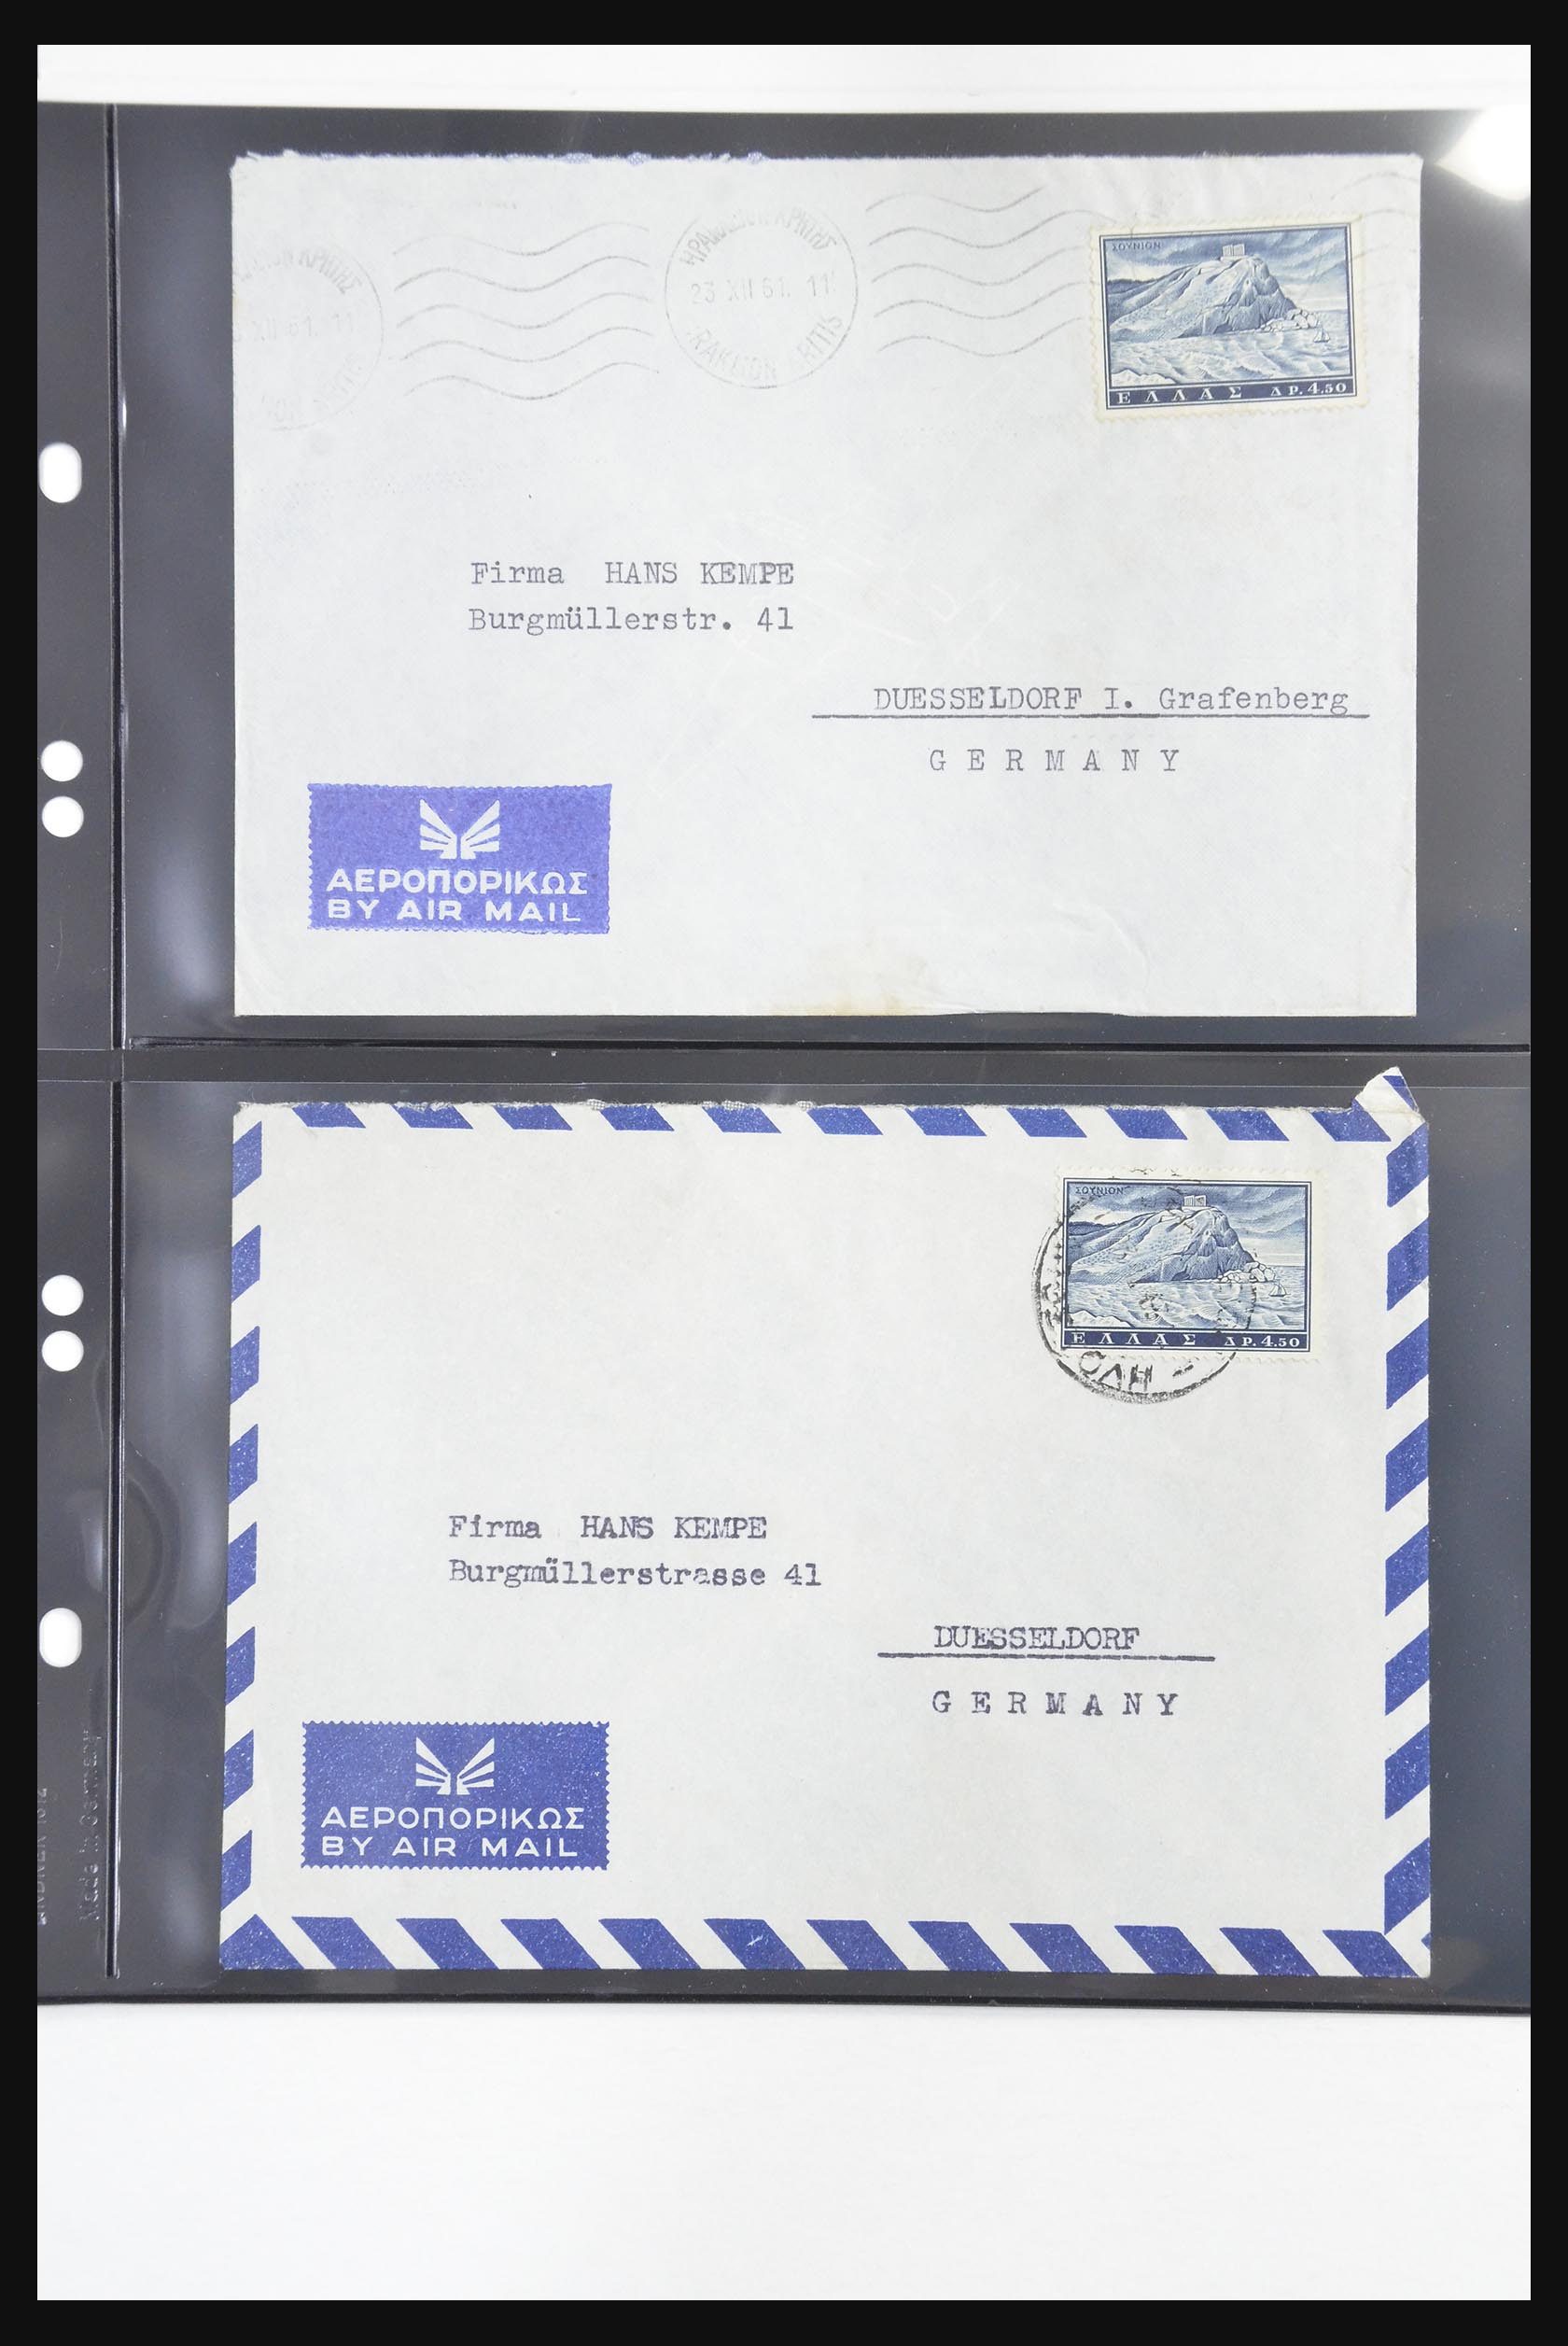 ΗΡΑΚΛΕΙΟΝ ΚΡΗΤΗΣ
23 XII 61. 11
ΣΟΥΝΙΟΝ
ΕΛΛΑΣ ΔΡ. 4.50
Firma HANS KEMPE
Burgmüllerstr. 41
DUESSELDORF I. Grafenberg
GERMANY
ΑΕΡΟΠΟΡΙΚΩΣ
BY AIR MAIL
ΣΟΥΝΙΟΝ
ΕΛΛΑΣ ΔΡ. 4.50
Firma HANS KEMPE
Burgmüllerstrasse 41
DUESSELDORF
GERMANY
ΑΕΡΟΠΟΡΙΚΩΣ
BY AIR MAIL
Made in Germany